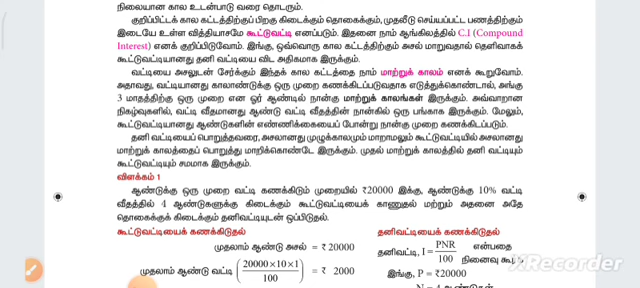 நிலையான கால உடன்பாடு வரை தொடரும்.
குறிப்பிட்டக் கால கட்டத்திற்குப் பிறகு கிடைக்கும் தொகைக்கும், முதலீடு செய்யப்பட்ட பணத்திற்கும்
இடையே உள்ள வித்தியாசமே கூட்டுவட்டி எனப்படும். இதனை நாம் ஆங்கிலத்தில் C.I (Compound
Interest) எனக் குறிப்பிடுவோம். இங்கு, ஒவ்வொரு கால கட்டத்திற்கும் அசல் மாறுவதால் தெளிவாகக்
கூட்டுவட்டியானது தனி வட்டியை விட அதிகமாக இருக்கும்.
வட்டியை அசலுடன் சேர்க்கும் இந்தக் கால கட்டத்தை நாம் மாற்றுக் காலம் எனக் கூறுவோம்.
அதாவது, வட்டியானது காலாண்டுக்கு ஒரு முறை கணக்கிடப்படுவதாக எடுத்துக்கொண்டால், அங்கு
3 மாதத்திற்கு ஒரு முறை என ஓர் ஆண்டில் நான்கு மாற்றுக் காலங்கள் இருக்கும். அவ்வாறான
நிகழ்வுகளில், வட்டி வீதமானது ஆண்டு வட்டி வீதத்தின் நான்கில் ஒரு பங்காக இருக்கும். மேலும்,
கூட்டுவட்டியானது ஆண்டுகளின் எண்ணிக்கையைப் போன்று நான்கு முறை கணக்கிடப்படும்.
தனி வட்டியைப் பொறுத்தவரை, அசலானது முழுக்காலமும் மாறாமலும் கூட்டுவட்டியில் அசலானது
மாற்றுக் காலத்தைப் பொறுத்து மாறிக்கொண்டே இருக்கும். முதல் மாற்றுக் காலத்தில் தனி வட்டியும்
கூட்டுவட்டியும் சமமாக இருக்கும்.
விளக்கம் 1
ஆண்டுக்கு ஒரு முறை வட்டி கணக்கிடும் முறையில் ₹20000 இக்கு, ஆண்டுக்கு 10% வட்டி
வீதத்தில் 4 ஆண்டுகளுக்கு கிடைக்கும் கூட்டுவட்டியைக் காணுதல் மற்றும் அதனை அதே
தொகைக்குக் கிடைக்கும் தனிவட்டியுடன் ஒப்பிடுதல்.
கூட்டுவட்டியைக் கணக்கிடுதல்
முதலாம் ஆண்டு அசல் = ₹ 20000
முதலாம் ஆண்டு வட்டி (20000×10×1/100) = ₹ 2000
தனிவட்டியைக் கணக்கிடுதல்
தனிவட்டி, I = PNR/100 என்பதை
நினைவு
இங்கு, P = ₹20000
N = 4 ஆண்டுகள்
XRecorder